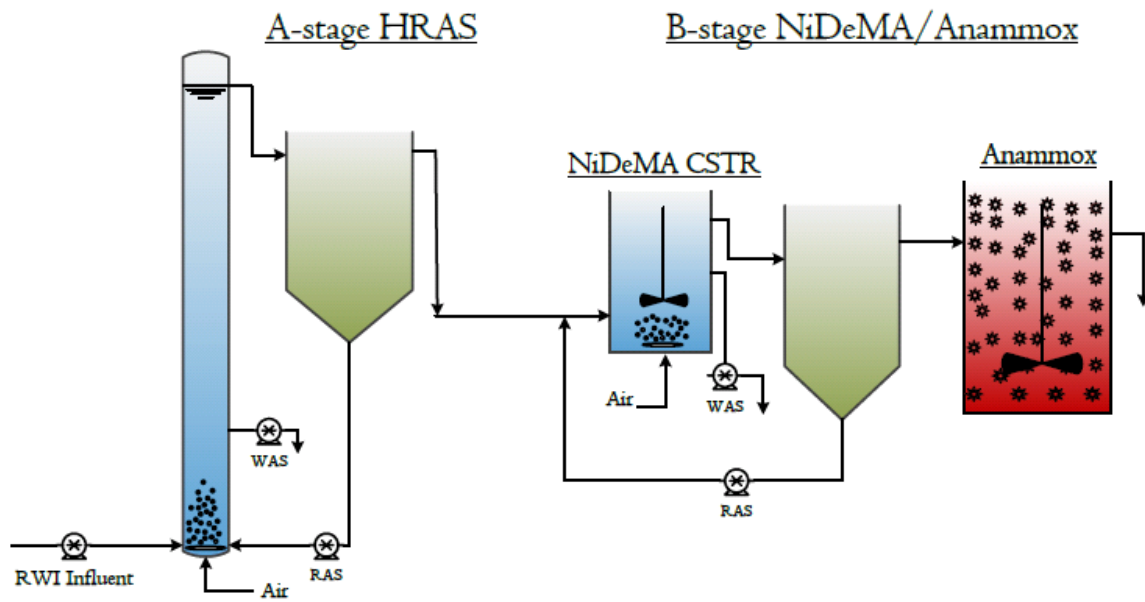 A-stage HRAS
B-stage NiDeMA/Anammox
NiDeMA CSTR
Anammox
Air
WAS
WAS
RAS
RWI Influent
RAS
Air